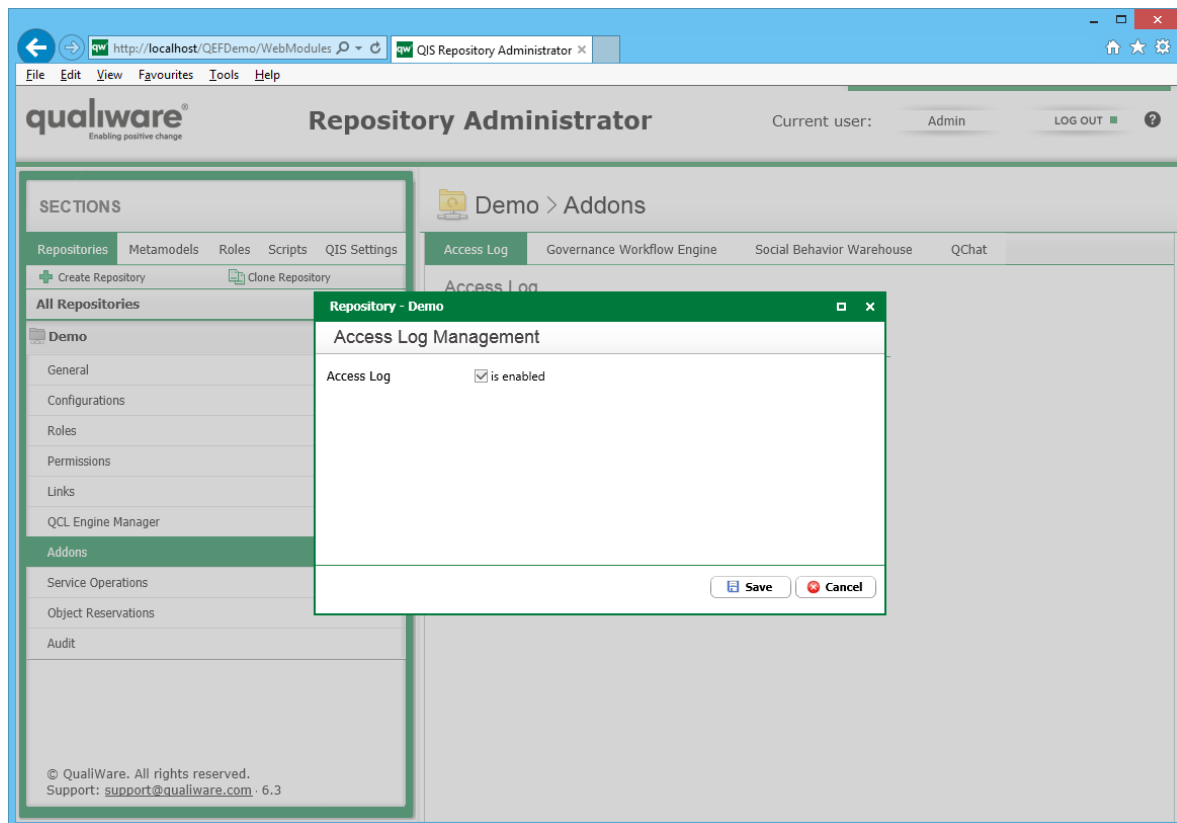 qw http://localhost/QEFDemo/WebModules
qw QIS Repository Administrator ×
File Edit View Favourites Tools Help
qualiware®
Enabling positive change
Repository Administrator
Current user: Admin
LOG OUT ?
SECTIONS
Demo > Addons
Repositories Metamodels Roles Scripts QIS Settings
Access Log Governance Workflow Engine Social Behavior Warehouse QChat
Create Repository Clone Repository
Access Log
All Repositories
Repository - Demo
Demo
Access Log Management
General
Access Log is enabled
Configurations
Roles
Permissions
Links
QCL Engine Manager
Addons
Service Operations
Save Cancel
Object Reservations
Audit
© QualiWare. All rights reserved.
Support: support@qualiware.com · 6.3